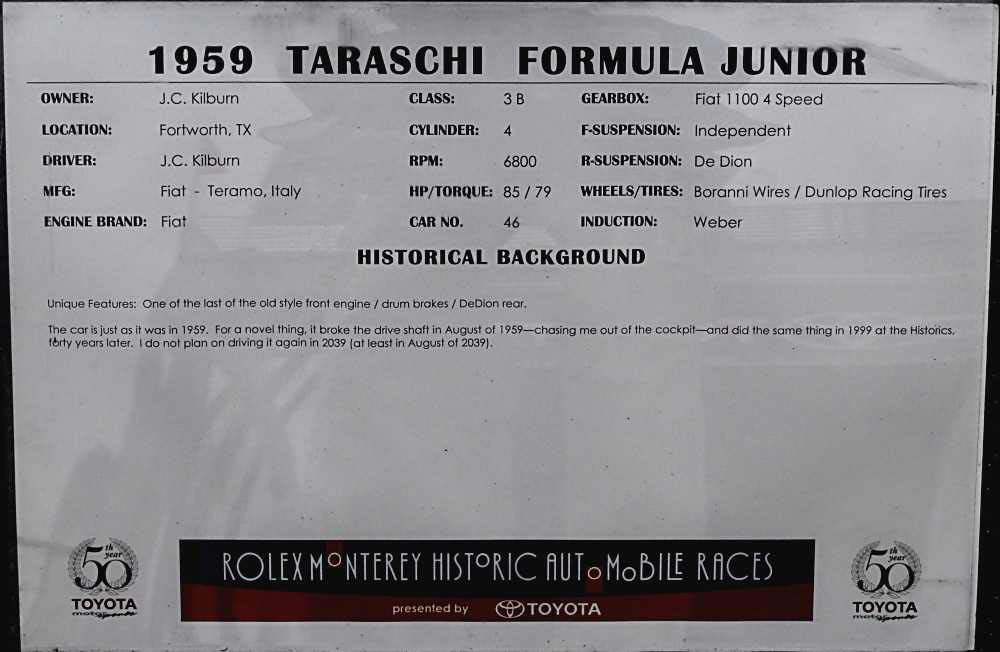 1959 TARASCHI FORMULA JUNIOR
OWNER: J.C. Kilburn CLASS: 3 B GEARBOX: Fiat 1100 4 Speed
LOCATION: Fortworth, TX CYLINDER: 4 F-SUSPENSION: Independent
DRIVER: J.C. Kilburn RPM: 6800 R-SUSPENSION: De Dion
MFG: Fiat - Teramo, Italy HP/TORQUE: 85 / 79 WHEELS/TIRES: Boranni Wires / Dunlop Racing Tires
ENGINE BRAND: Fiat CAR NO. 46 INDUCTION: Weber
HISTORICAL BACKGROUND
Unique Features: One of the last of the old style front engine / drum brakes / DeDion rear.
The car is just as it was in 1959. For a novel thing, it broke the drive shaft in August of 1959—chasing me out of the cockpit—and did the same thing in 1999 at the Historics,
forty years later. I do not plan on driving it again in 2039 (at least in August of 2039).
50th year TOYOTA motorsports
ROLEX MONTEREY HISTORIC AUTOMOBILE RACES
presented by TOYOTA
50th year TOYOTA motorsports